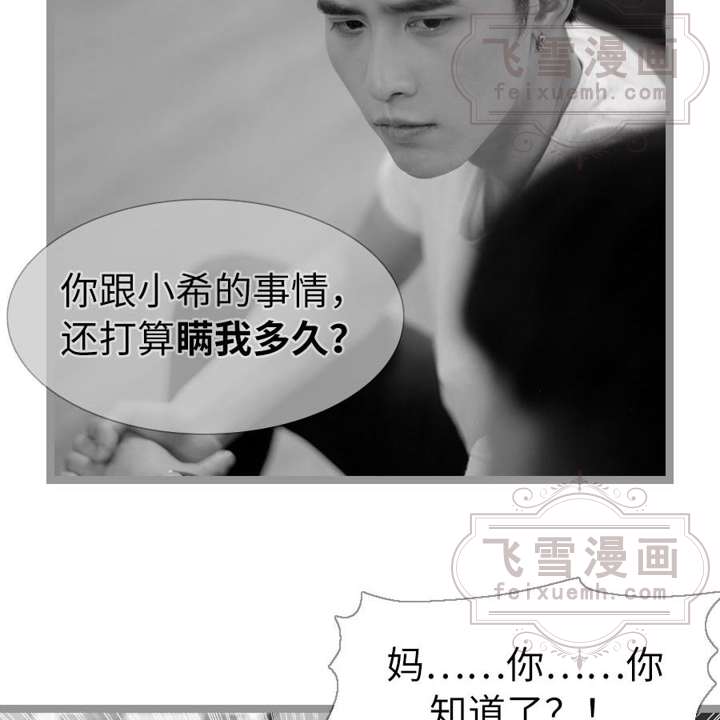 飞雪漫画
feixuemh.com
你跟小希的事情，
还打算瞒我多久？
飞雪漫画
feixuemh.com
妈……你……你
知道了？！